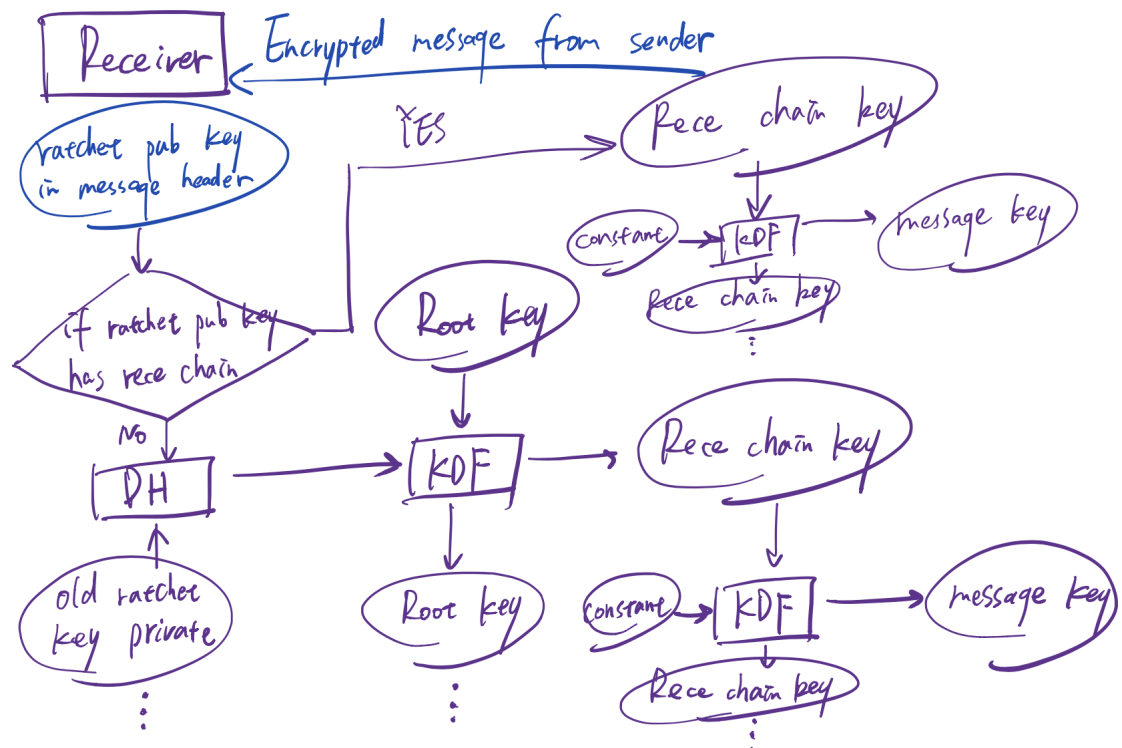 Receiver
Encrypted message from sender
ratchet pub key
in message header
YES
Rece chain key
constant
KDF
message key
Rece chain key
if ratchet pub key
has rece chain
Root key
No
DH
KDF
Rece chain key
old ratchet
key private
Root key
constant
KDF
message key
Rece chain key